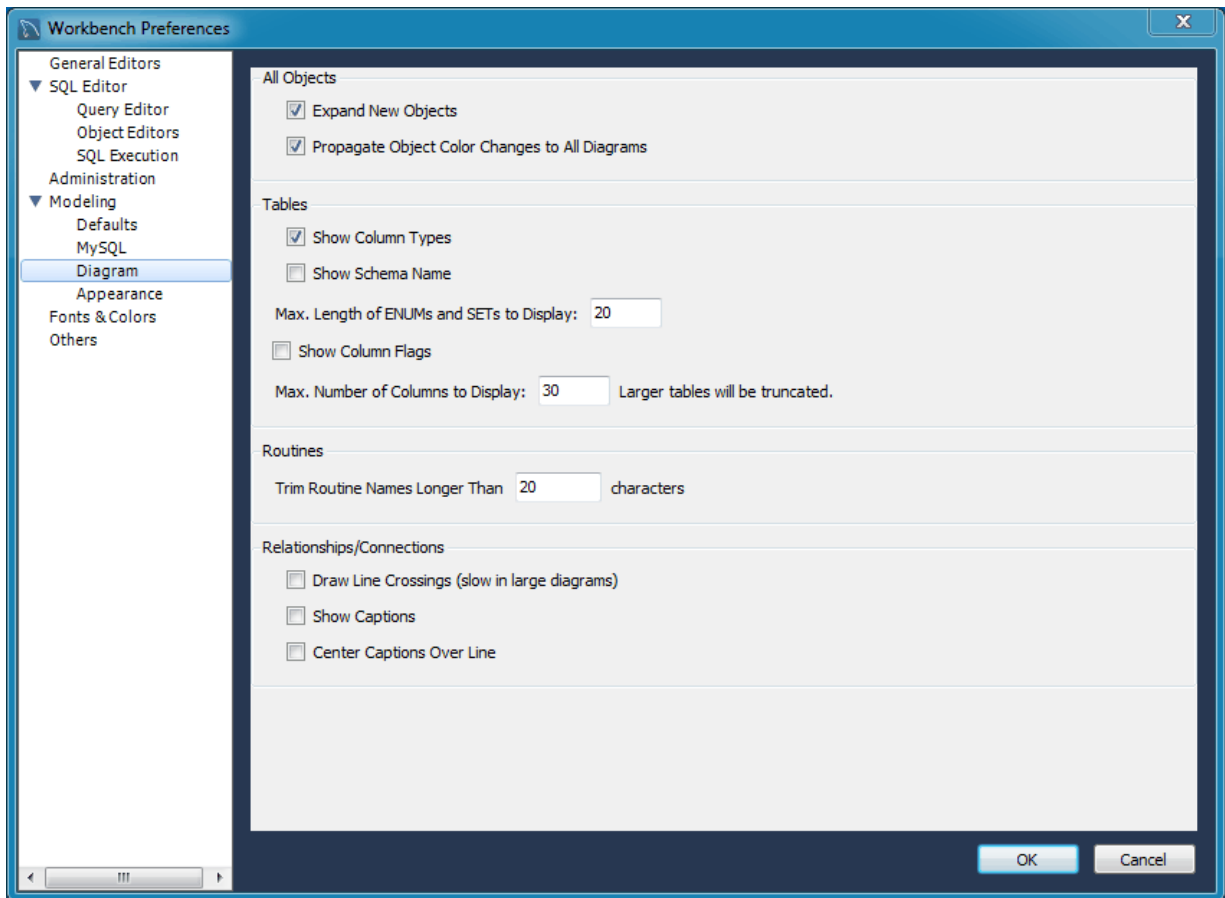 Workbench Preferences
General Editors
SQL Editor
Query Editor
Object Editors
SQL Execution
Administration
Modeling
Defaults
MySQL
Diagram
Appearance
Fonts & Colors
Others
All Objects
Expand New Objects
Propagate Object Color Changes to All Diagrams
Tables
Show Column Types
Show Schema Name
Max. Length of ENUMs and SETs to Display: 20
Show Column Flags
Max. Number of Columns to Display: 30 Larger tables will be truncated.
Routines
Trim Routine Names Longer Than 20 characters
Relationships/Connections
Draw Line Crossings (slow in large diagrams)
Show Captions
Center Captions Over Line
OK Cancel